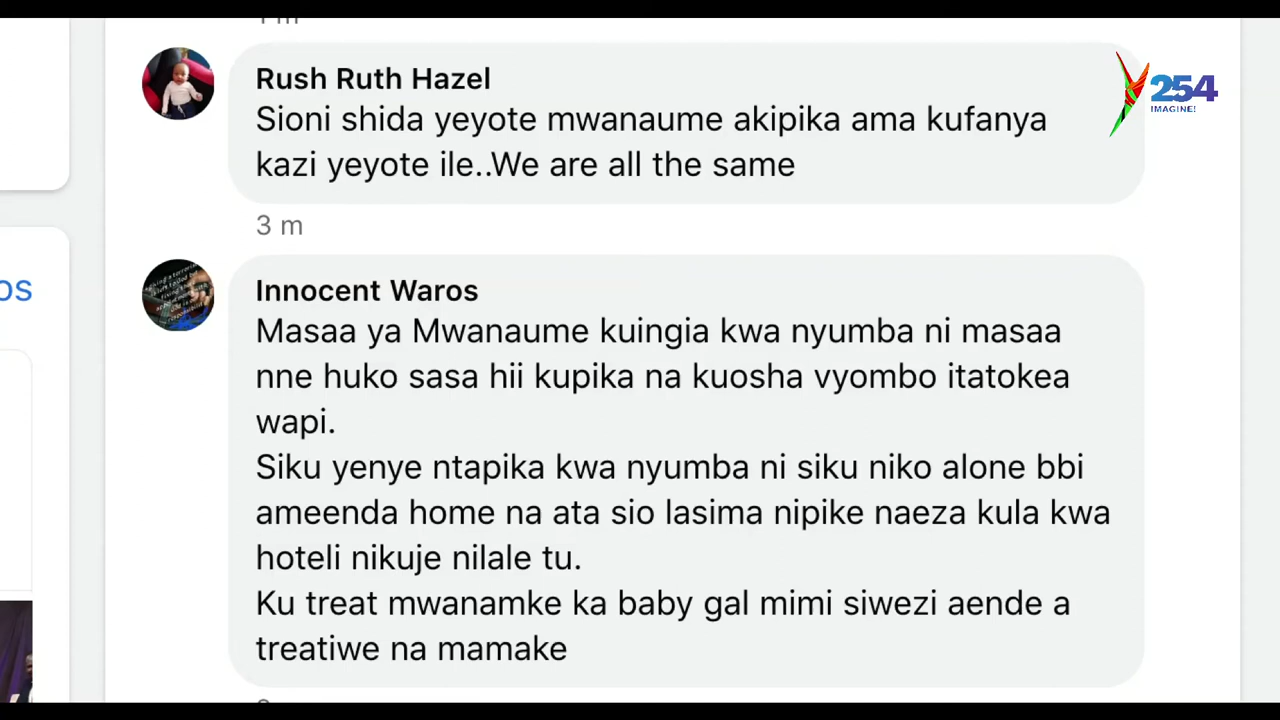 Rush Ruth Hazel
Sioni shida yeyote mwanaume akipika ama kufanya
kazi yeyote ile..We are all the same
3 m
Innocent Waros
Masaa ya Mwanaume kuingia kwa nyumba ni masaa
nne huko sasa hii kupika na kuosha vyombo itatokea
wapi.
Siku yenye ntapika kwa nyumba ni siku niko alone bbi
ameenda home na ata sio lasima nipike naeza kula kwa
hoteli nikuje nilale tu.
Ku treat mwanamke ka baby gal mimi siwezi aende a
treatiwe na mamake
Y254
IMAGINE!
os